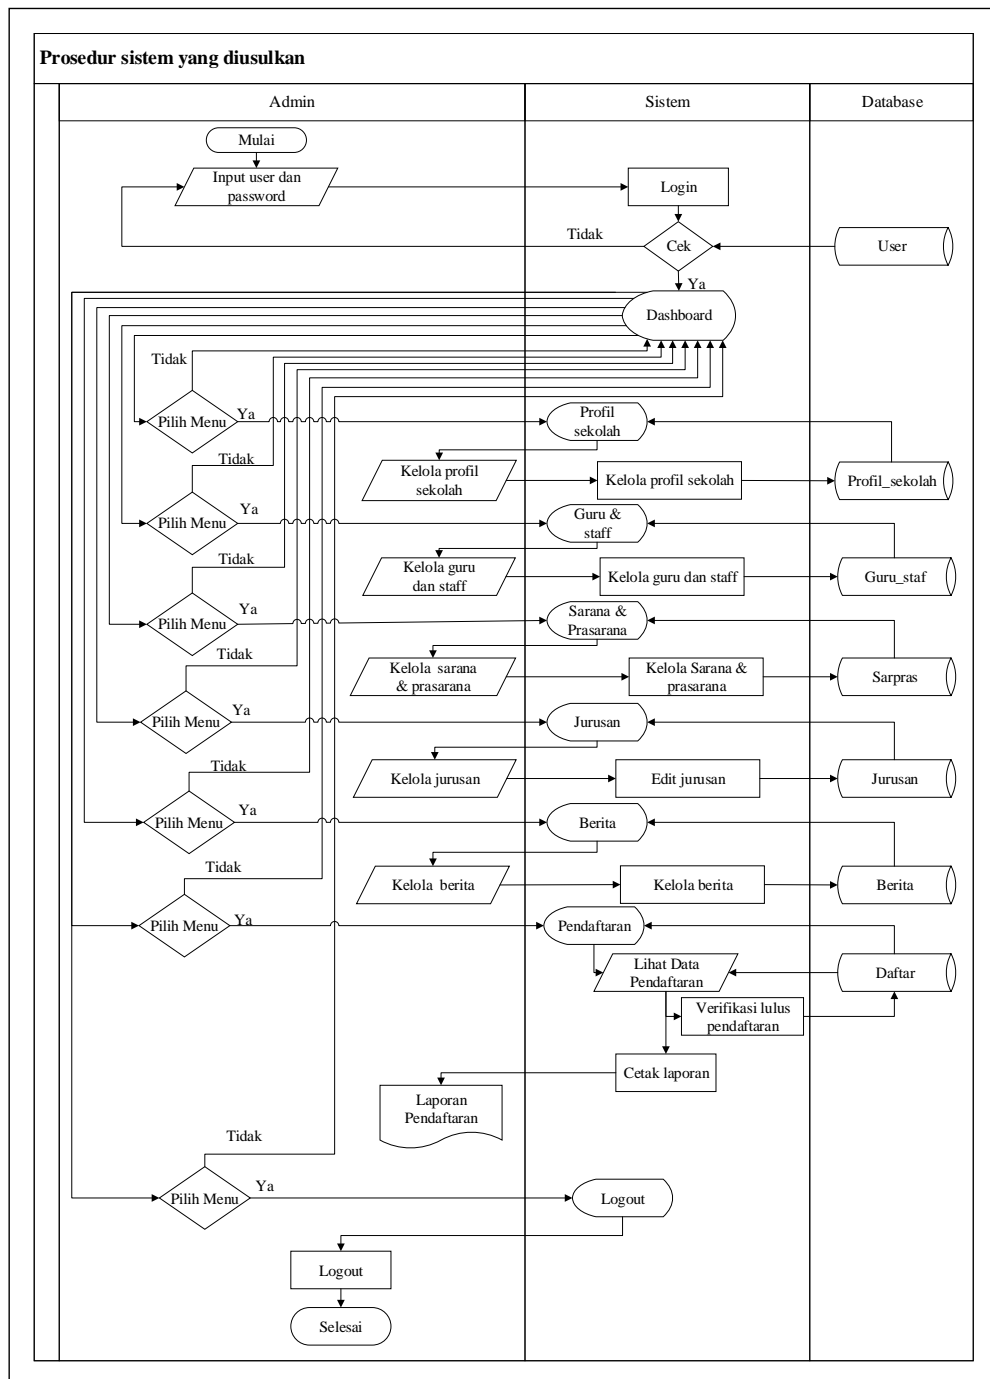 Prosedur sistem yang diusulkan
Admin
Sistem
Database
Mulai
Input user dan
password
Login
Tidak
Cek
User
Ya
Dashboard
Tidak
Pilih Menu
Ya
Profil
sekolah
Tidak
Kelola profil
sekolah
Kelola profil sekolah
Profil_sekolah
Pilih Menu
Ya
Guru &
staff
Tidak
Kelola guru
dan staff
Kelola guru dan staff
Guru_staf
Pilih Menu
Ya
Sarana &
Prasarana
Tidak
Kelola sarana
& prasarana
Kelola Sarana &
prasarana
Sarpras
Pilih Menu
Ya
Jurusan
Tidak
Kelola jurusan
Edit jurusan
Jurusan
Pilih Menu
Ya
Berita
Tidak
Kelola berita
Kelola berita
Berita
Pilih Menu
Ya
Pendaftaran
Lihat Data
Pendaftaran
Daftar
Verifikasi lulus
pendaftaran
Cetak laporan
Laporan
Pendaftaran
Tidak
Pilih Menu
Ya
Logout
Logout
Selesai